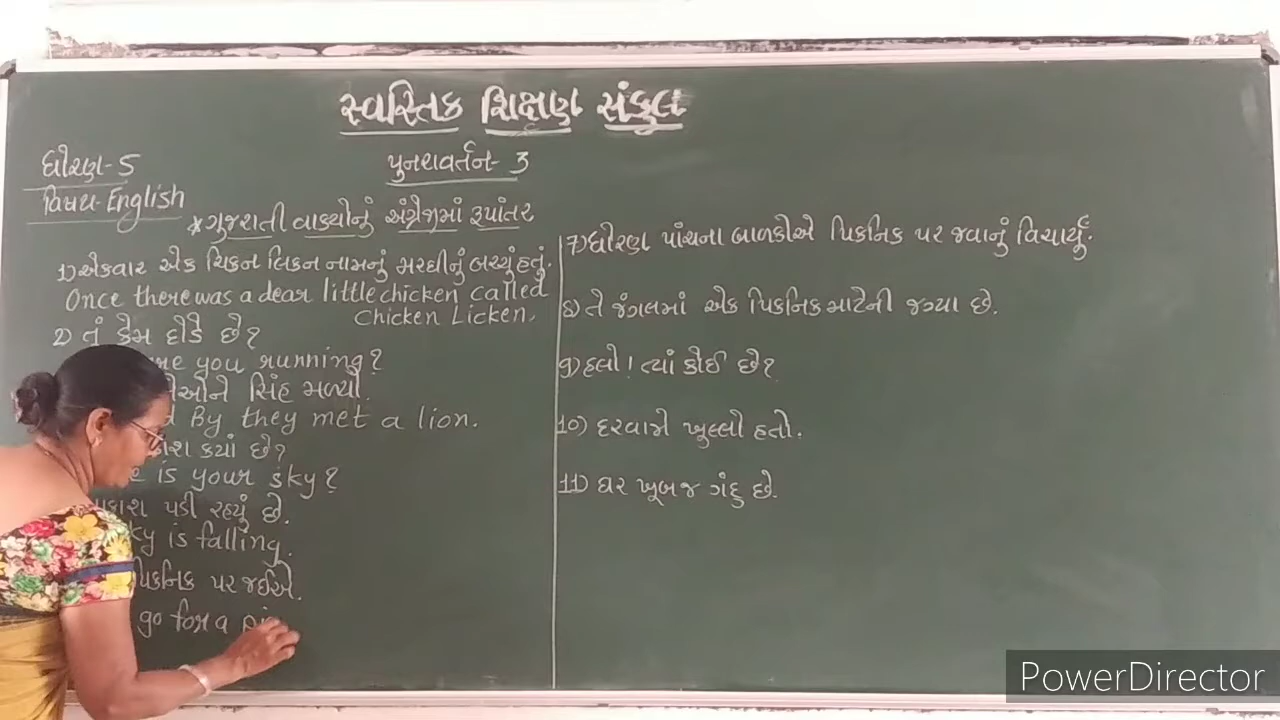 સ્વસ્તિક શિક્ષણ સંકુલ
ધોરણ-5
પુનરાવર્તન-3
વિષય-English
*ગુજરાતી વાક્યોનું અંગ્રેજીમાં રૂપાંતર
1) એકવાર એક ચિકન લિકન નામનું મરઘીનું બચ્ચું હતું.
Once there was a dear little chicken called
Chicken Licken.
2) તું કેમ દોડે છે?
you running?
સિંહ મળ્યો.
By they met a lion.
ક્યાં છે?
is your sky?
પડી રહ્યું છે.
is falling.
પિકનિક પર જઈએ.
go for a
7) ધોરણ પાંચના બાળકોએ પિકનિક પર જવાનું વિચાર્યું.
8) તે જંગલમાં એક પિકનિક માટેની જગ્યા છે.
9) હલો! ત્યાં કોઈ છે?
10) દરવાજો ખુલ્લો હતો.
11) ઘર ખૂબજ ગંદુ છે.
PowerDirector